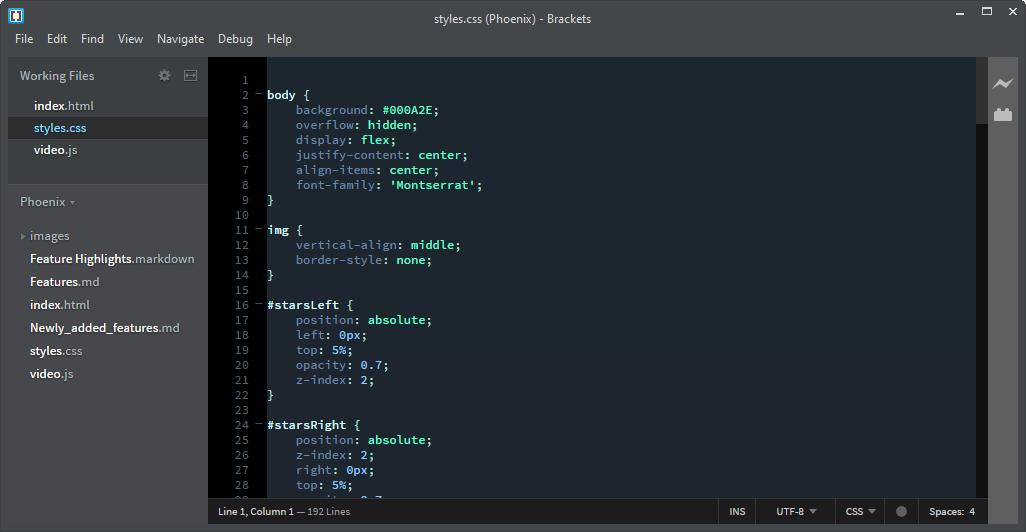 styles.css (Phoenix) - Brackets
File Edit Find View Navigate Debug Help
Working Files
index.html
styles.css
video.js
Phoenix
images
Feature Highlights.markdown
Features.md
index.html
Newly_added_features.md
styles.css
video.js
1
2 body {
3 background: #000A2E;
4 overflow: hidden;
5 display: flex;
6 justify-content: center;
7 align-items: center;
8 font-family: 'Montserrat';
9 }
10
11 img {
12 vertical-align: middle;
13 border-style: none;
14 }
15
16 #starsLeft {
17 position: absolute;
18 left: 0px;
19 top: 5%;
20 opacity: 0.7;
21 z-index: 2;
22 }
23
24 #starsRight {
25 position: absolute;
26 z-index: 2;
27 right: 0px;
28 top: 5%;
Line 1, Column 1 — 192 Lines
INS UTF-8 CSS Spaces: 4